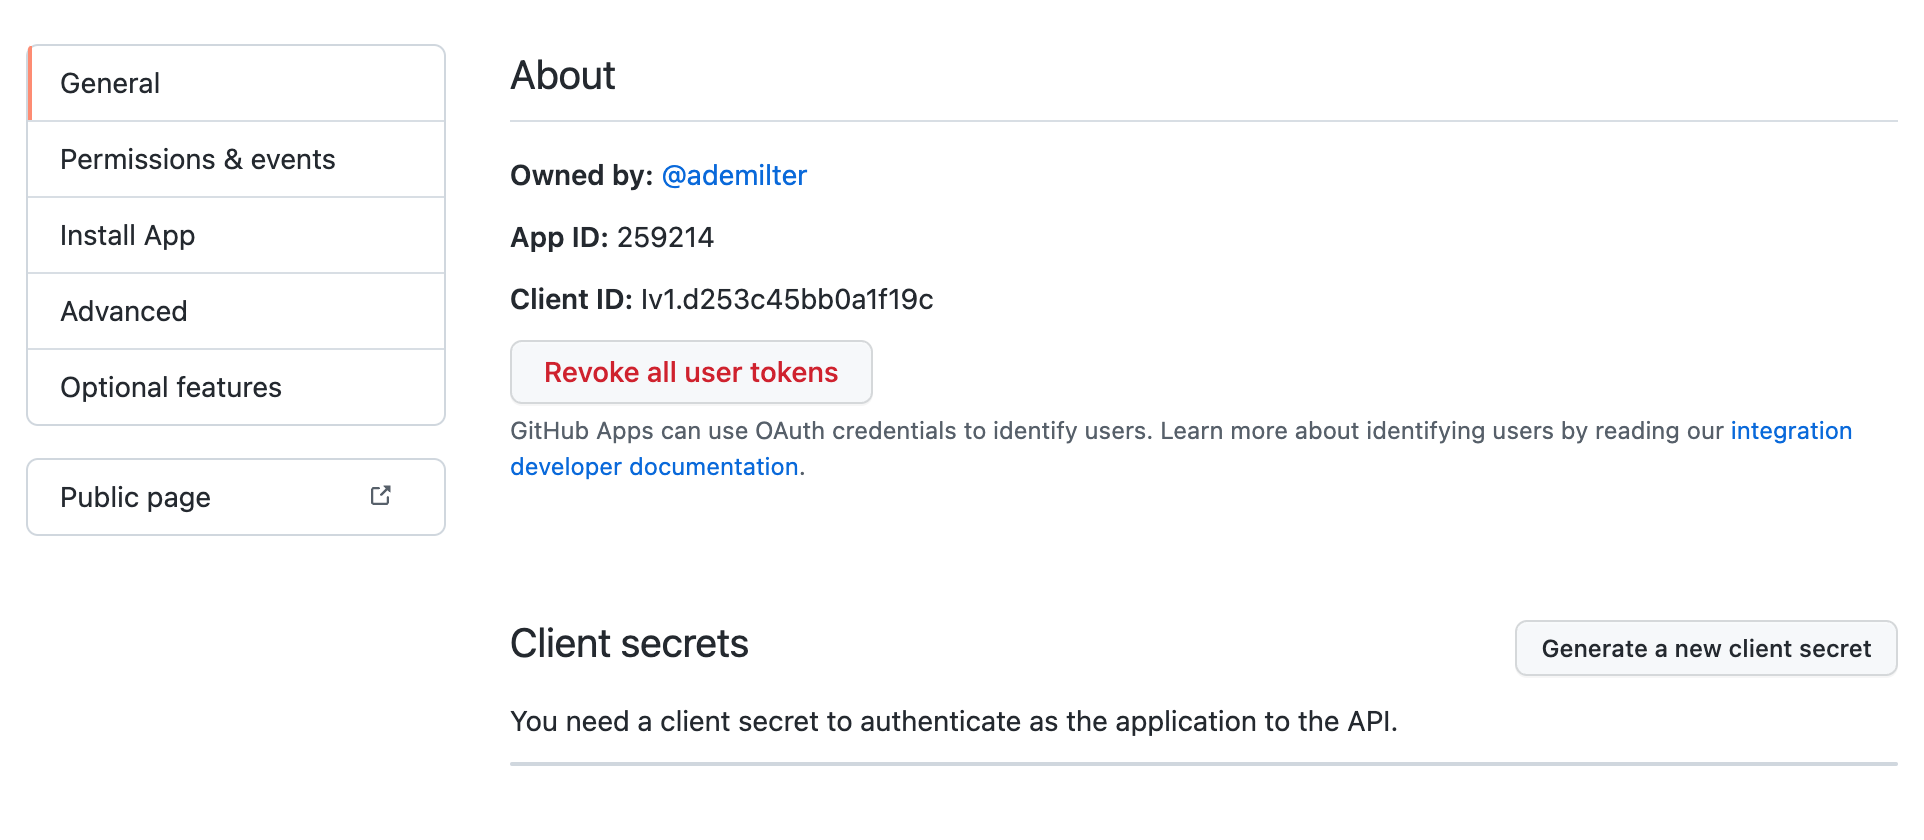 General
Permissions & events
Install App
Advanced
Optional features
Public page
About
Owned by: @ademilter
App ID: 259214
Client ID: Iv1.d253c45bb0a1f19c
Revoke all user tokens
GitHub Apps can use OAuth credentials to identify users. Learn more about identifying users by reading our integration
developer documentation.
Client secrets
Generate a new client secret
You need a client secret to authenticate as the application to the API.